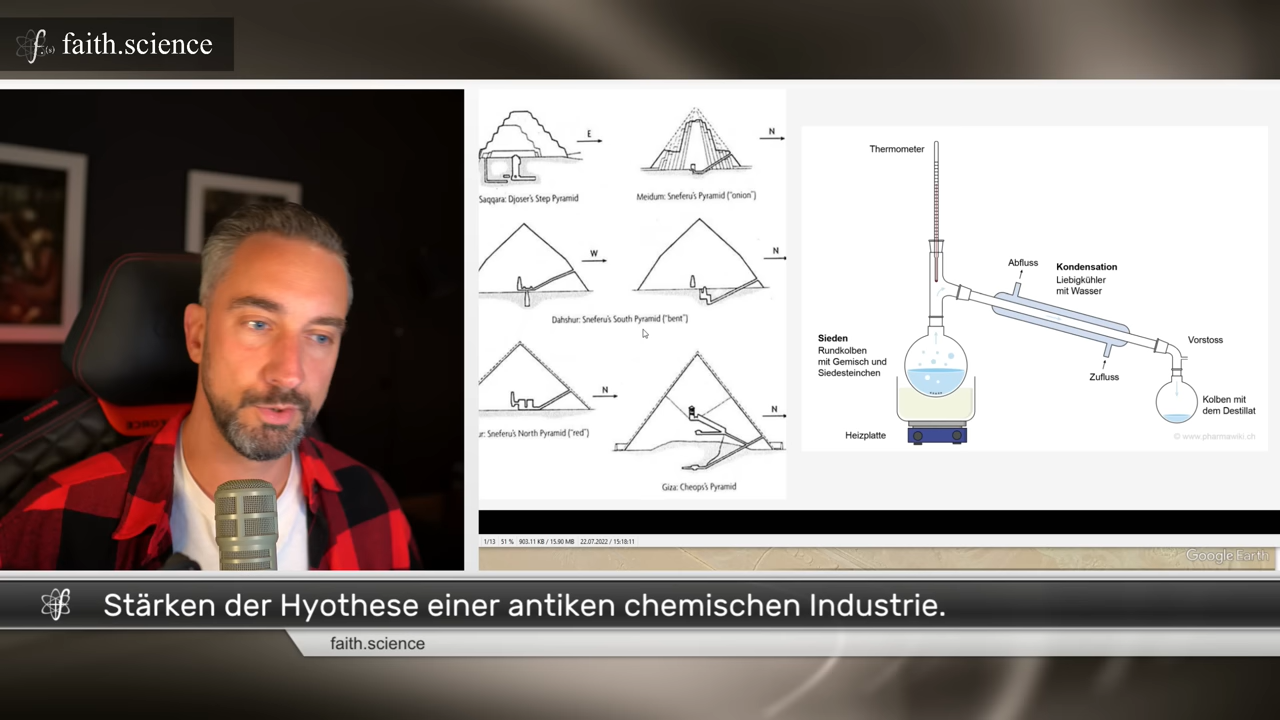 faith.science
E
N
Saqqara: Djoser's Step Pyramid
Meidum: Sneferu's Pyramid ("onion")
W
N
Dahshur: Sneferu's South Pyramid ("bent")
N
N
ur: Sneferu's North Pyramid ("red")
Giza: Cheops's Pyramid
Thermometer
Abfluss
Kondensation
Liebigkühler
mit Wasser
Sieden
Rundkolben
mit Gemisch und
Siedesteinchen
Vorstoss
Zufluss
Kolben mit
dem Destillat
Heizplatte
© www.pharmawiki.ch
1/13 51 % 903.11 KB / 15.90 MB 22.07.2022 / 15:18:11
Google Earth
Stärken der Hyothese einer antiken chemischen Industrie.
faith.science